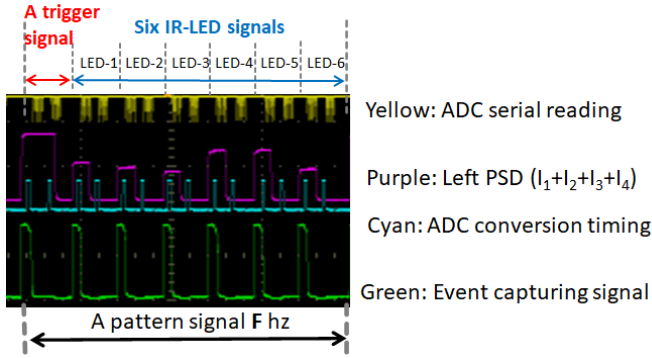 A trigger
signal
Six IR-LED signals
LED-1 LED-2 LED-3 LED-4 LED-5 LED-6
Yellow: ADC serial reading
Purple: Left PSD (I₁+I₂+I₃+I₄)
Cyan: ADC conversion timing
Green: Event capturing signal
A pattern signal F hz